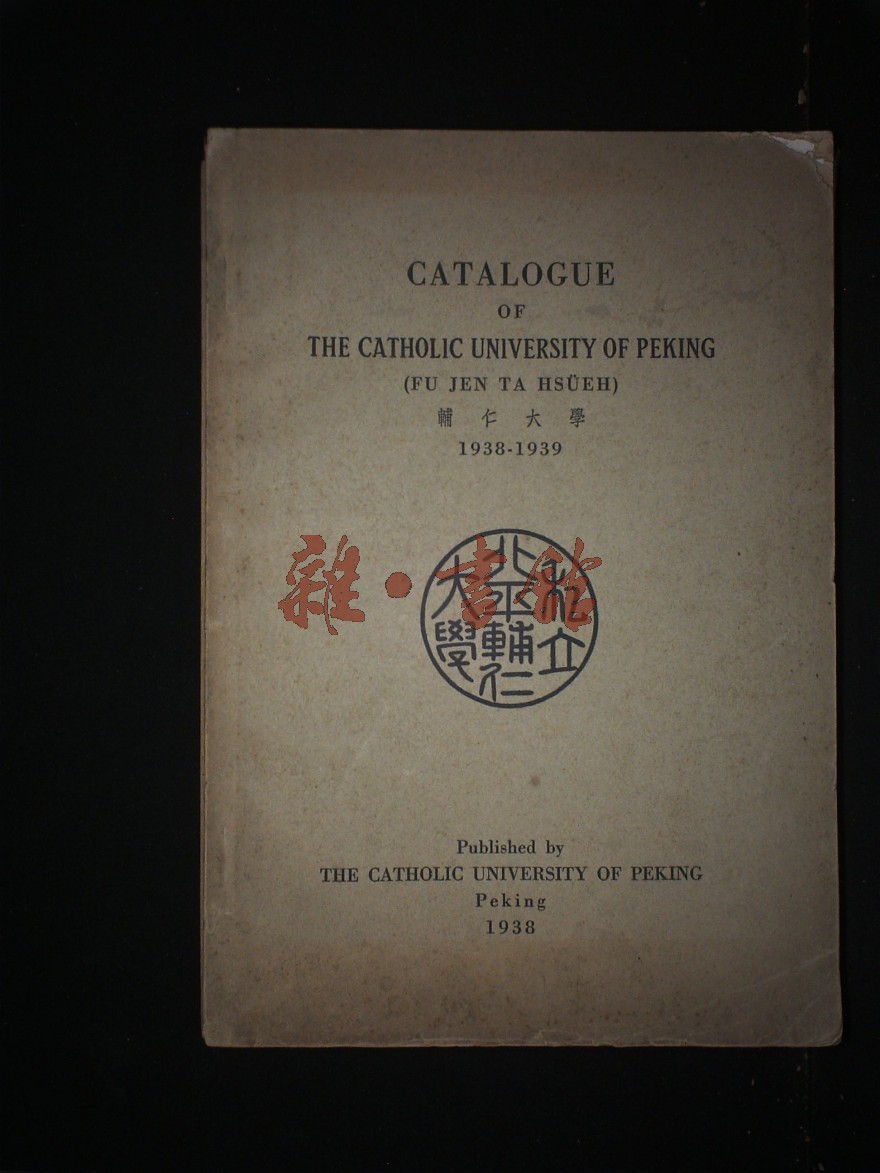 CATALOGUE
OF
THE CATHOLIC UNIVERSITY OF PEKING
(FU JEN TA HSÜEH)
輔仁大學
1938-1939
雜·書館
私立
北平輔仁
大學
Published by
THE CATHOLIC UNIVERSITY OF PEKING
Peking
1938